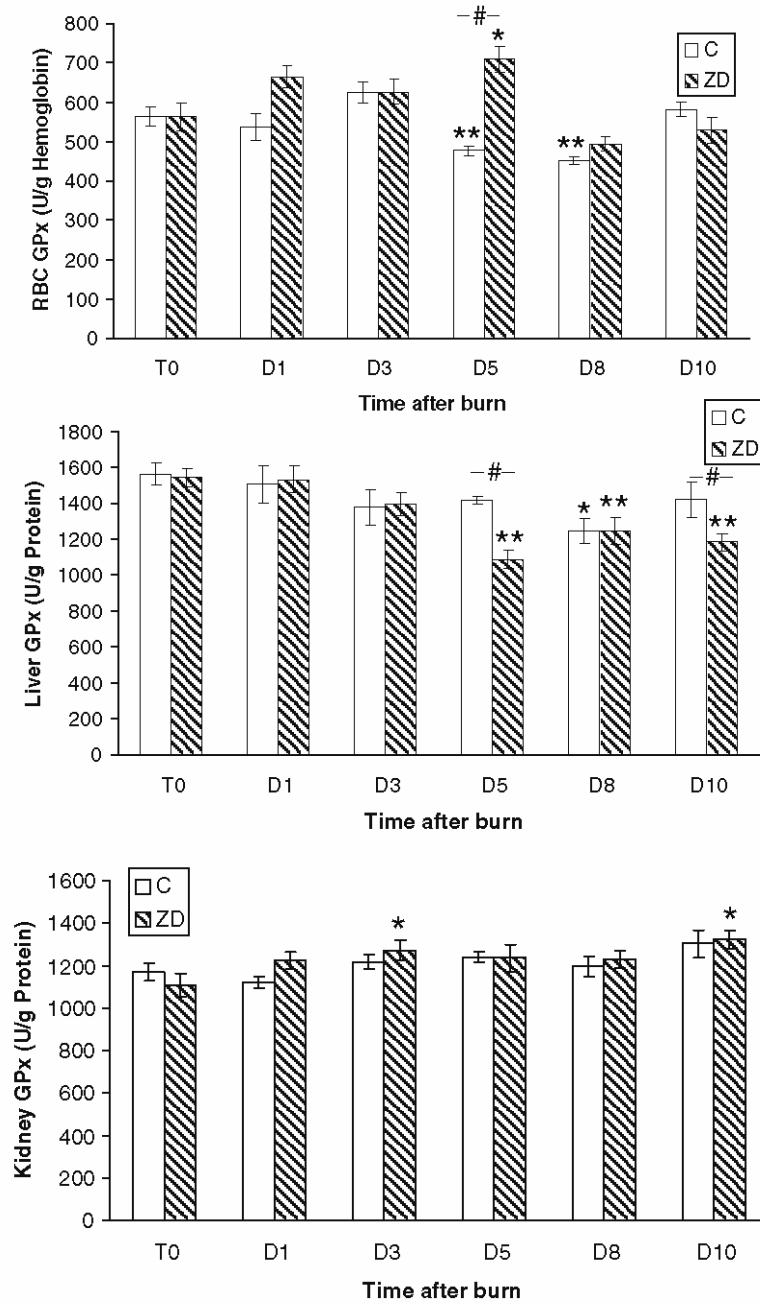 RBC GPx (U/g Hemoglobin)
800
700
600
500
400
300
200
100
0
-#-
*
**
**
C
ZD
T0 D1 D3 D5 D8 D10
Time after burn
Liver GPx (U/g Protein)
1800
1600
1400
1200
1000
800
600
400
200
0
C
ZD
-#- -#-
** * ** **
T0 D1 D3 D5 D8 D10
Time after burn
Kidney GPx (U/g Protein)
1600
1400
1200
1000
800
600
400
200
0
C
ZD
* *
T0 D1 D3 D5 D8 D10
Time after burn